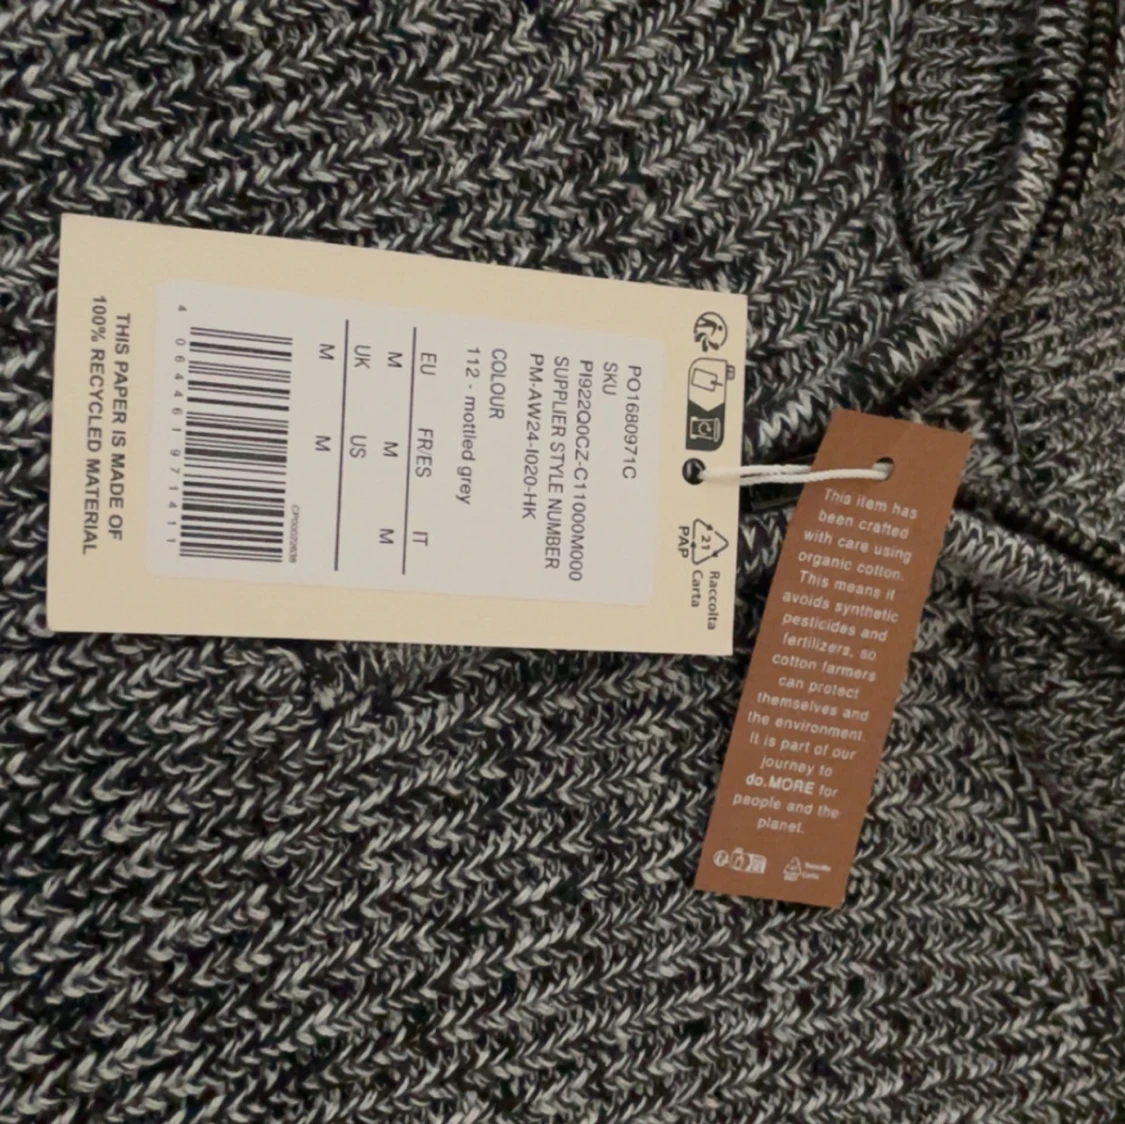 PO1680971C
SKU
PI922Q0CZ-C11000M000
SUPPLIER STYLE NUMBER
PM-AW24-I020-HK
COLOUR
112 - mottled grey
EU FR/ES IT
M M M
UK US
M M
4 064461 971411
THIS PAPER IS MADE OF
100% RECYCLED MATERIAL
21
PAP
Raccolta
Carta
This item has
been crafted
with care using
organic cotton.
This means it
avoids synthetic
pesticides and
fertilizers, so
cotton farmers
can protect
themselves and
the environment.
It is part of our
journey to
do.MORE for
people and the
planet.
Raccolta
Carta